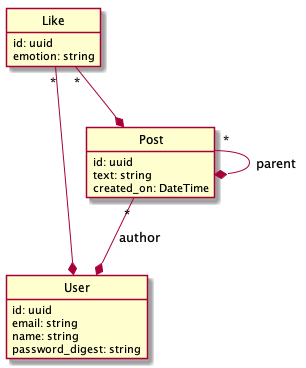 Like
id: uuid
emotion: string
*
*
Post
id: uuid
text: string
created_on: DateTime
*
parent
*
author
User
id: uuid
email: string
name: string
password_digest: string